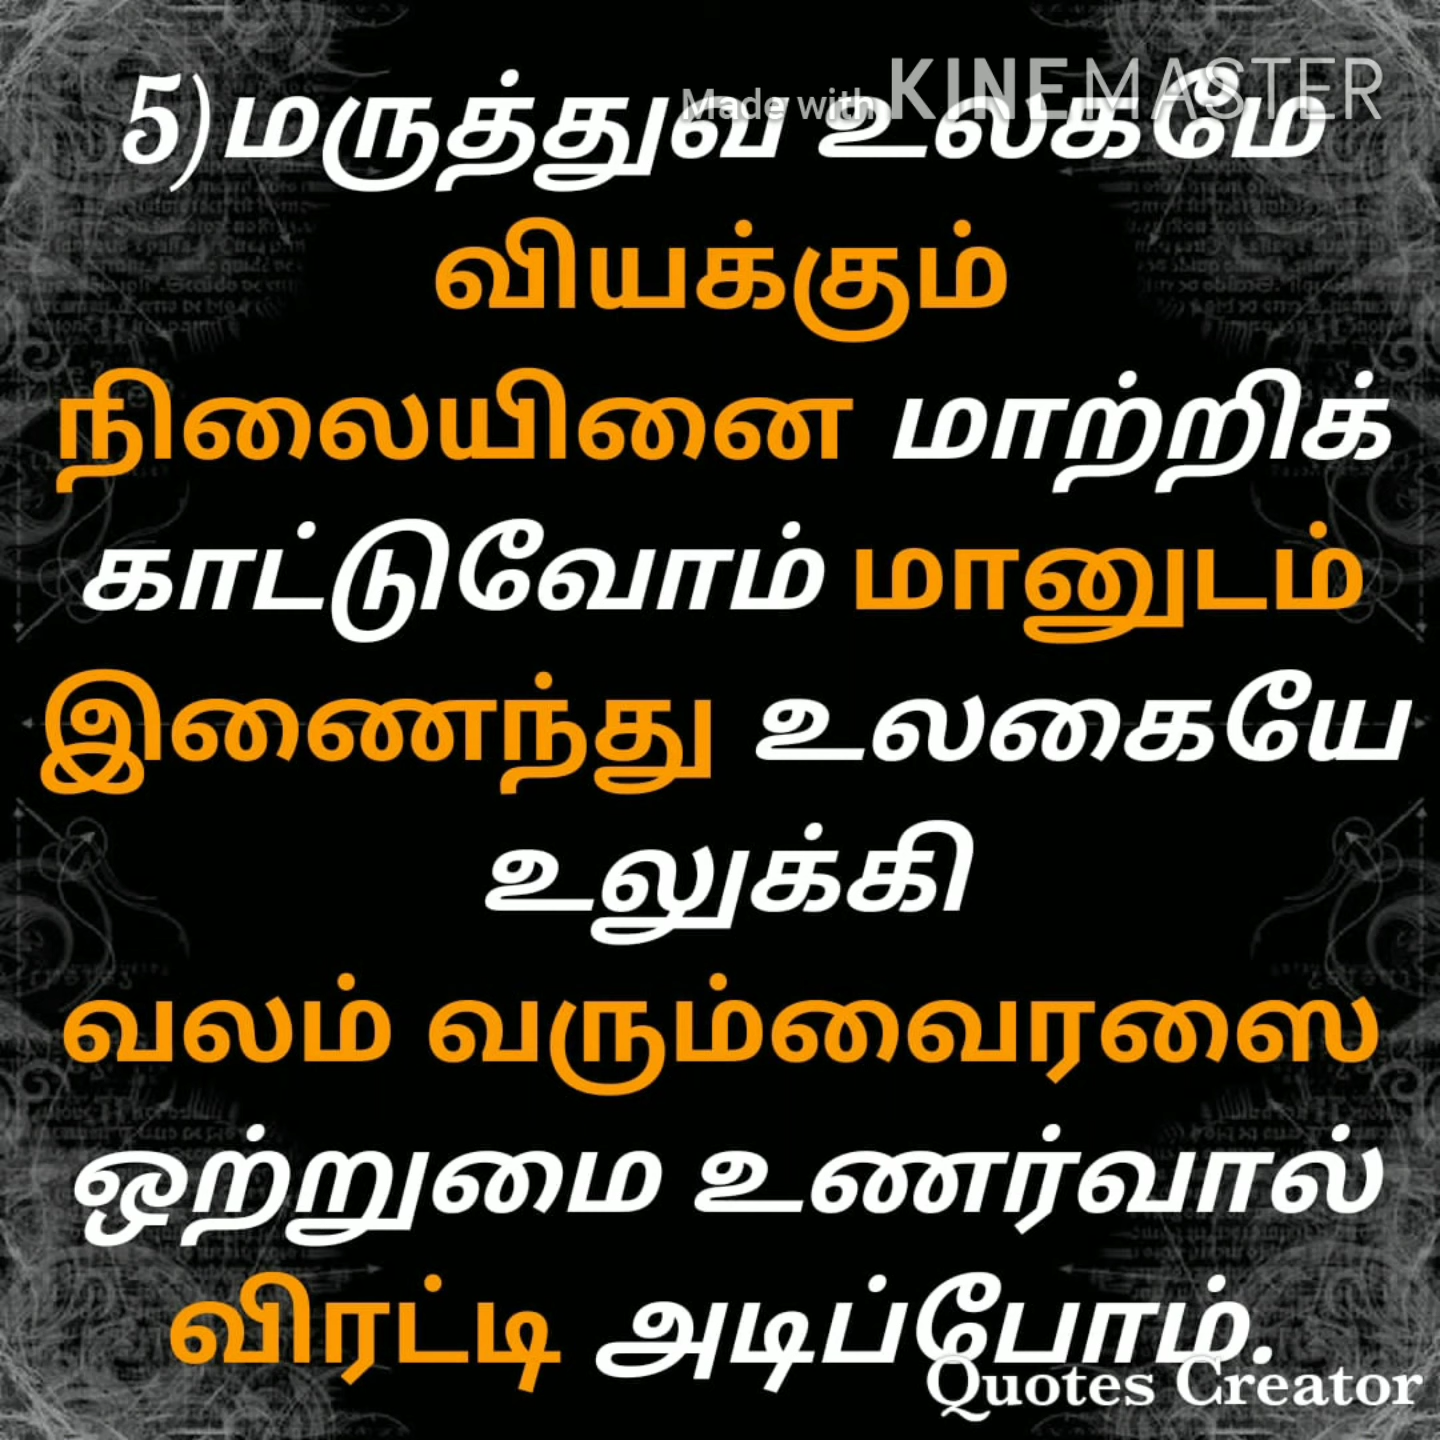 Made with KINEMASTER
5)மருத்துவ உலகமே
வியக்கும்
நிலையினை மாற்றிக்
காட்டுவோம் மானுடம்
இணைந்து உலகையே
உலுக்கி
வலம் வரும்வைரஸை
ஒற்றுமை உணர்வால்
விரட்டி அடிப்போம்.
Quotes Creator